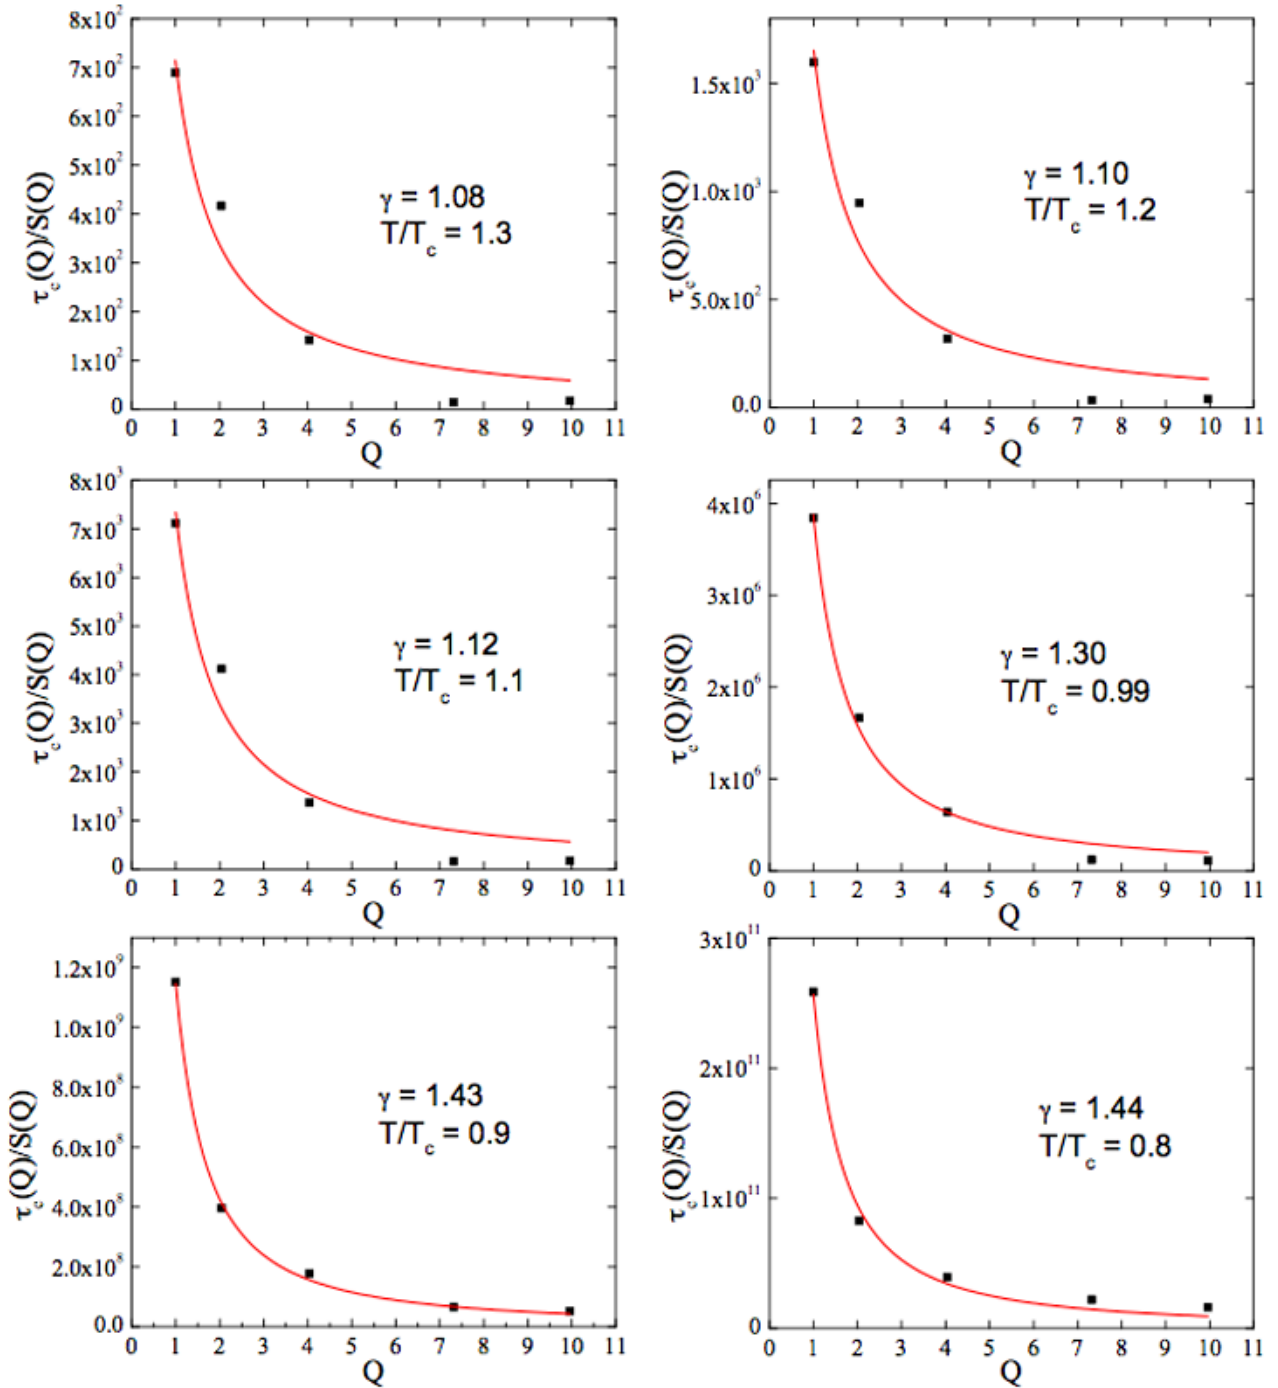 8x10²
7x10²
6x10²
5x10²
4x10²
3x10²
2x10²
1x10²
0
0 1 2 3 4 5 6 7 8 9 10 11
Q
τc(Q)/S(Q)
γ = 1.08
T/Tc = 1.3
1.5x10³
1.0x10³
5.0x10²
0.0
0 1 2 3 4 5 6 7 8 9 10 11
Q
τc(Q)/S(Q)
γ = 1.10
T/Tc = 1.2
8x10³
7x10³
6x10³
5x10³
4x10³
3x10³
2x10³
1x10³
0
0 1 2 3 4 5 6 7 8 9 10 11
Q
τc(Q)/S(Q)
γ = 1.12
T/Tc = 1.1
4x10⁶
3x10⁶
2x10⁶
1x10⁶
0
0 1 2 3 4 5 6 7 8 9 10 11
Q
τc(Q)/S(Q)
γ = 1.30
T/Tc = 0.99
1.2x10⁹
1.0x10⁹
8.0x10⁸
6.0x10⁸
4.0x10⁸
2.0x10⁸
0.0
0 1 2 3 4 5 6 7 8 9 10 11
Q
τc(Q)/S(Q)
γ = 1.43
T/Tc = 0.9
3x10¹¹
2x10¹¹
1x10¹¹
0
0 1 2 3 4 5 6 7 8 9 10 11
Q
τc(Q)/S(Q)
γ = 1.44
T/Tc = 0.8